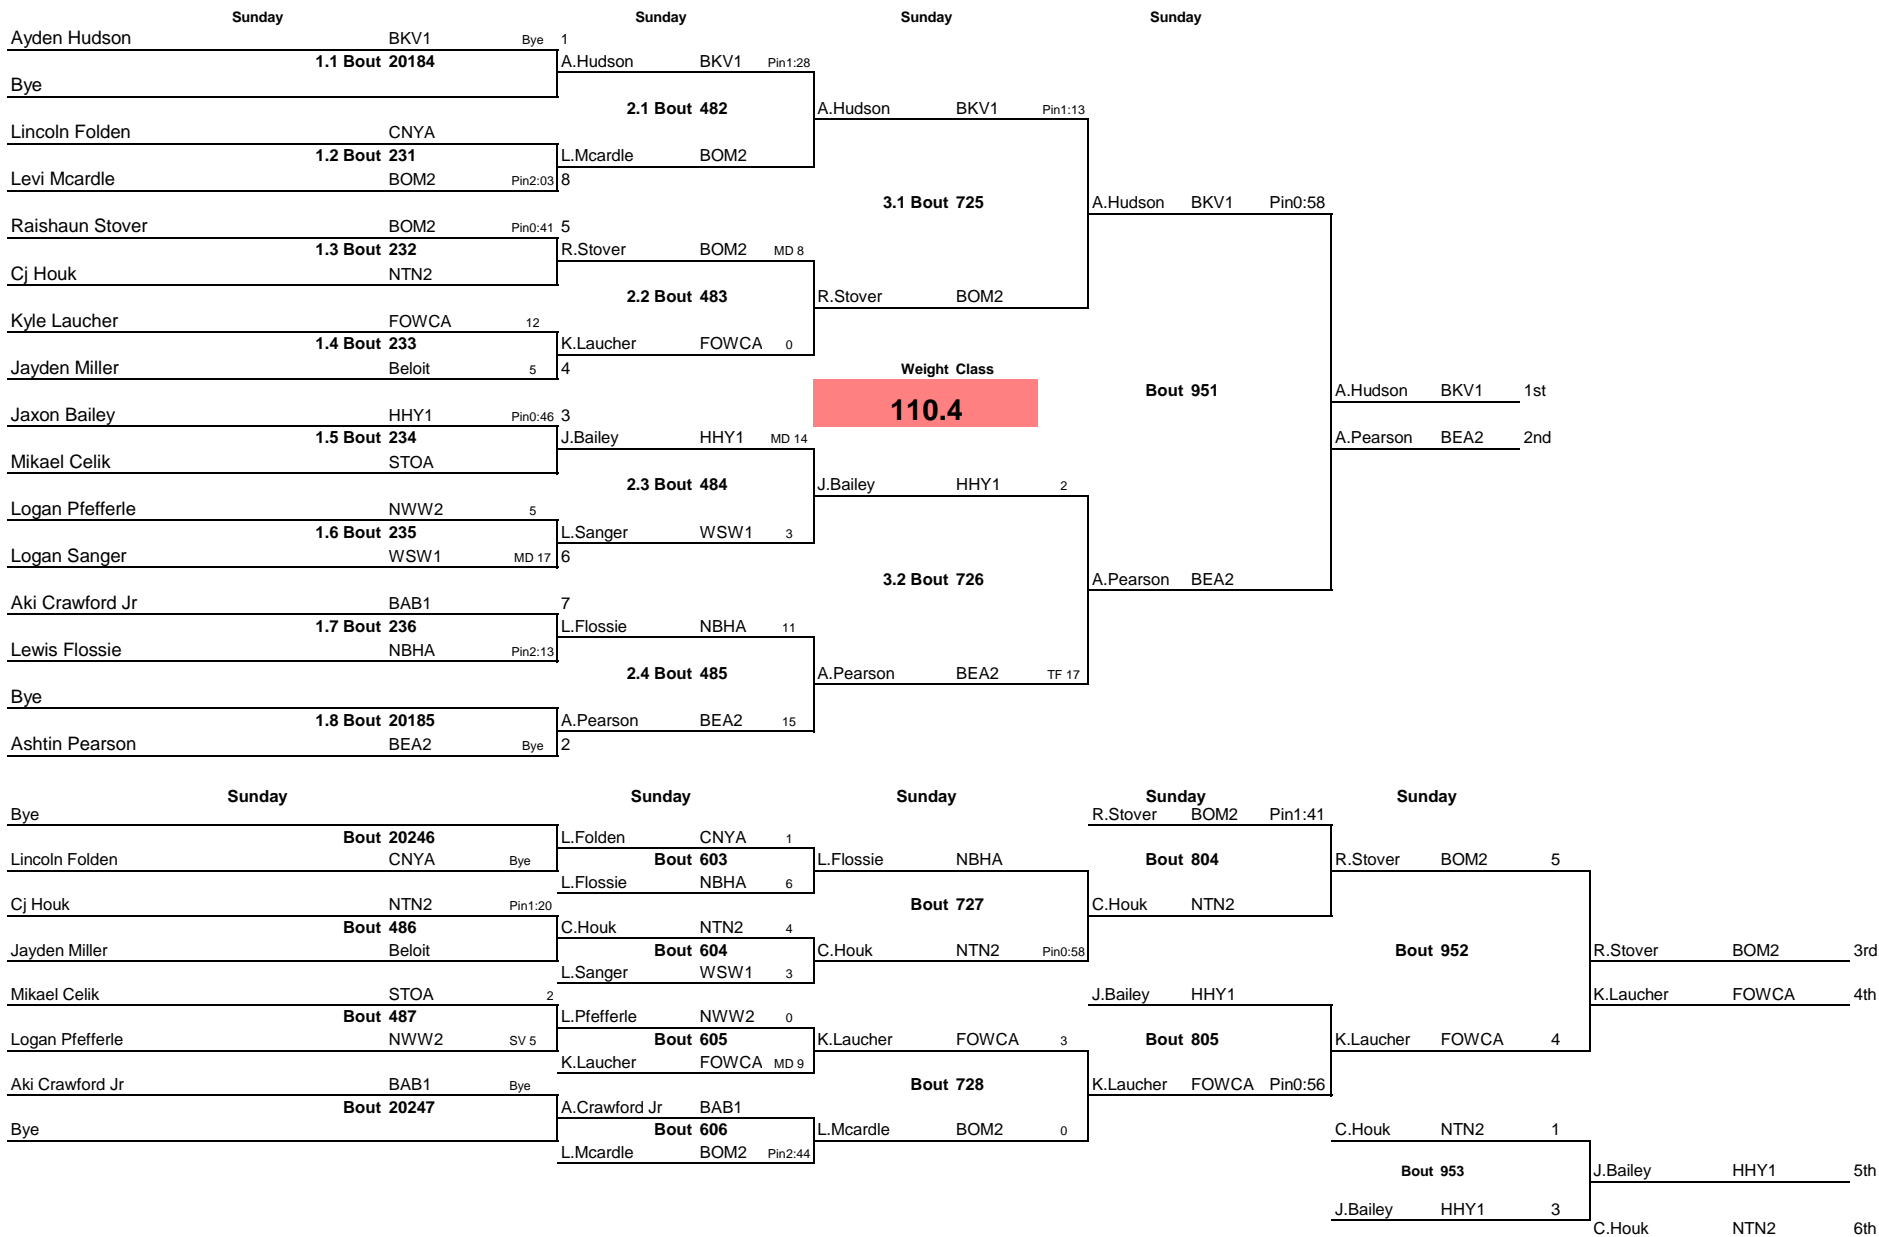 Sunday Sunday Sunday Sunday
Ayden Hudson BKV1 Bye 1
1.1 Bout 20184 A.Hudson BKV1 Pin1:28
Bye
2.1 Bout 482 A.Hudson BKV1 Pin1:13
Lincoln Folden CNYA
1.2 Bout 231 L.Mcardle BOM2
Levi Mcardle BOM2 Pin2:03 8
3.1 Bout 725 A.Hudson BKV1 Pin0:58
Raishaun Stover BOM2 Pin0:41 5
1.3 Bout 232 R.Stover BOM2 MD 8
Cj Houk NTN2
2.2 Bout 483 R.Stover BOM2
Kyle Laucher FOWCA 12
1.4 Bout 233 K.Laucher FOWCA 0
Jayden Miller Beloit 5 4 Weight Class
Bout 951 A.Hudson BKV1 1st
Jaxon Bailey HHY1 Pin0:46 3 110.4
1.5 Bout 234 J.Bailey HHY1 MD 14 A.Pearson BEA2 2nd
Mikael Celik STOA
2.3 Bout 484 J.Bailey HHY1 2
Logan Pfefferle NWW2 5
1.6 Bout 235 L.Sanger WSW1 3
Logan Sanger WSW1 MD 17 6
3.2 Bout 726 A.Pearson BEA2
Aki Crawford Jr BAB1 7
1.7 Bout 236 L.Flossie NBHA 11
Lewis Flossie NBHA Pin2:13
2.4 Bout 485 A.Pearson BEA2 TF 17
Bye
1.8 Bout 20185 A.Pearson BEA2 15
Ashtin Pearson BEA2 Bye 2
Sunday Sunday Sunday Sunday Sunday
Bye R.Stover BOM2 Pin1:41
Bout 20246 L.Folden CNYA 1
Lincoln Folden CNYA Bye Bout 603 L.Flossie NBHA Bout 804 R.Stover BOM2 5
L.Flossie NBHA 6
Cj Houk NTN2 Pin1:20 Bout 727 C.Houk NTN2
Bout 486 C.Houk NTN2 4
Jayden Miller Beloit Bout 604 C.Houk NTN2 Pin0:58 Bout 952 R.Stover BOM2 3rd
L.Sanger WSW1 3
Mikael Celik STOA 2 J.Bailey HHY1 K.Laucher FOWCA 4th
Bout 487 L.Pfefferle NWW2 0
Logan Pfefferle NWW2 SV 5 Bout 605 K.Laucher FOWCA 3 Bout 805 K.Laucher FOWCA 4
K.Laucher FOWCA MD 9
Aki Crawford Jr BAB1 Bye Bout 728 K.Laucher FOWCA Pin0:56
Bout 20247 A.Crawford Jr BAB1
Bye Bout 606 L.Mcardle BOM2 0 C.Houk NTN2 1
L.Mcardle BOM2 Pin2:44
Bout 953 J.Bailey HHY1 5th
J.Bailey HHY1 3
C.Houk NTN2 6th